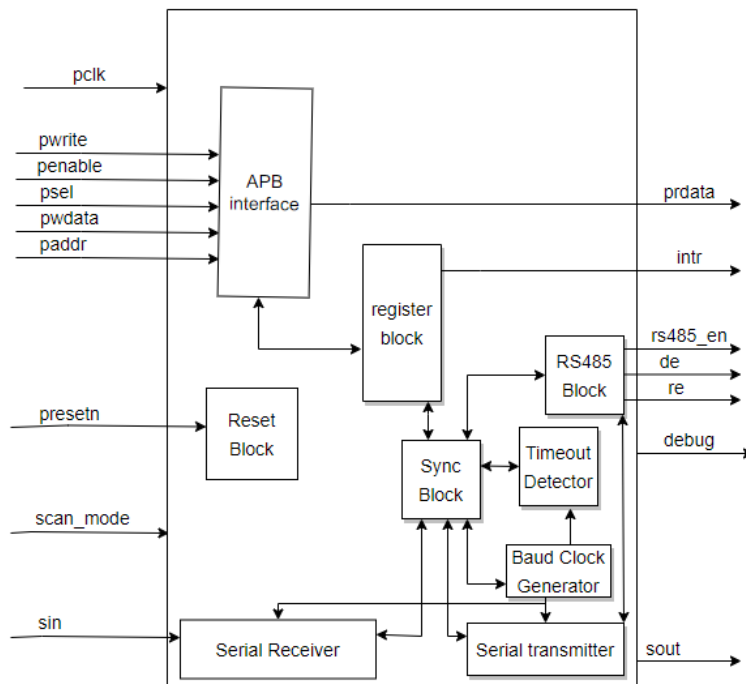 pclk
pwrite
penable
psel
pwdata
paddr
APB
interface
prdata
intr
register
block
rs485_en
de
re
RS485
Block
presetn
Reset
Block
debug
Sync
Block
Timeout
Detector
scan_mode
Baud Clock
Generator
sin
Serial Receiver
Serial transmitter
sout